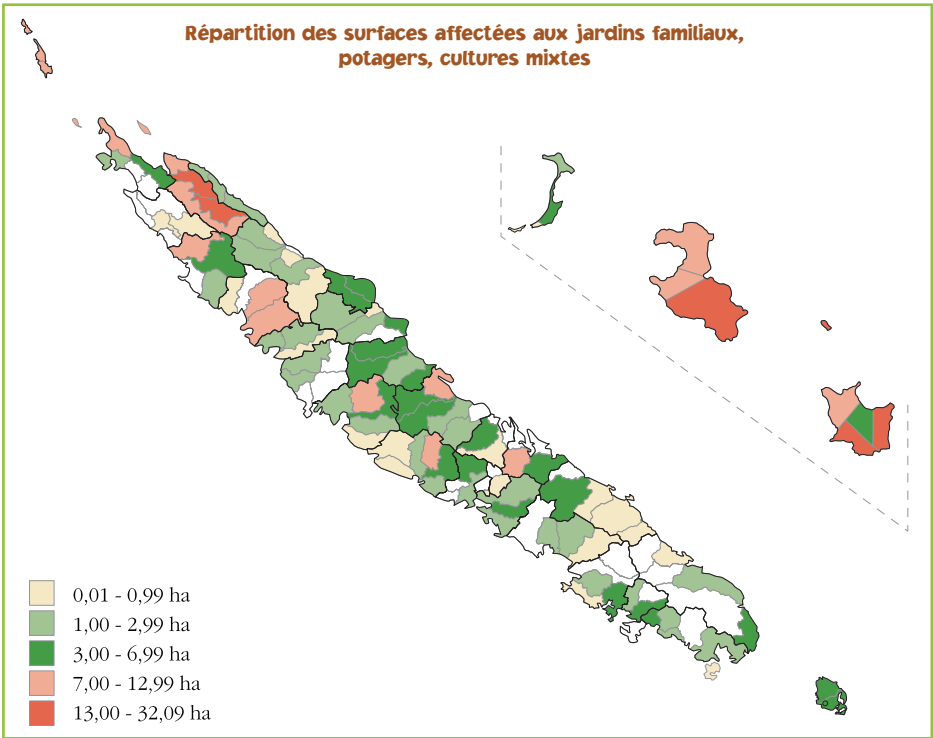 Répartition des surfaces affectées aux jardins familiaux,
potagers, cultures mixtes
0,01 - 0,99 ha
1,00 - 2,99 ha
3,00 - 6,99 ha
7,00 - 12,99 ha
13,00 - 32,09 ha